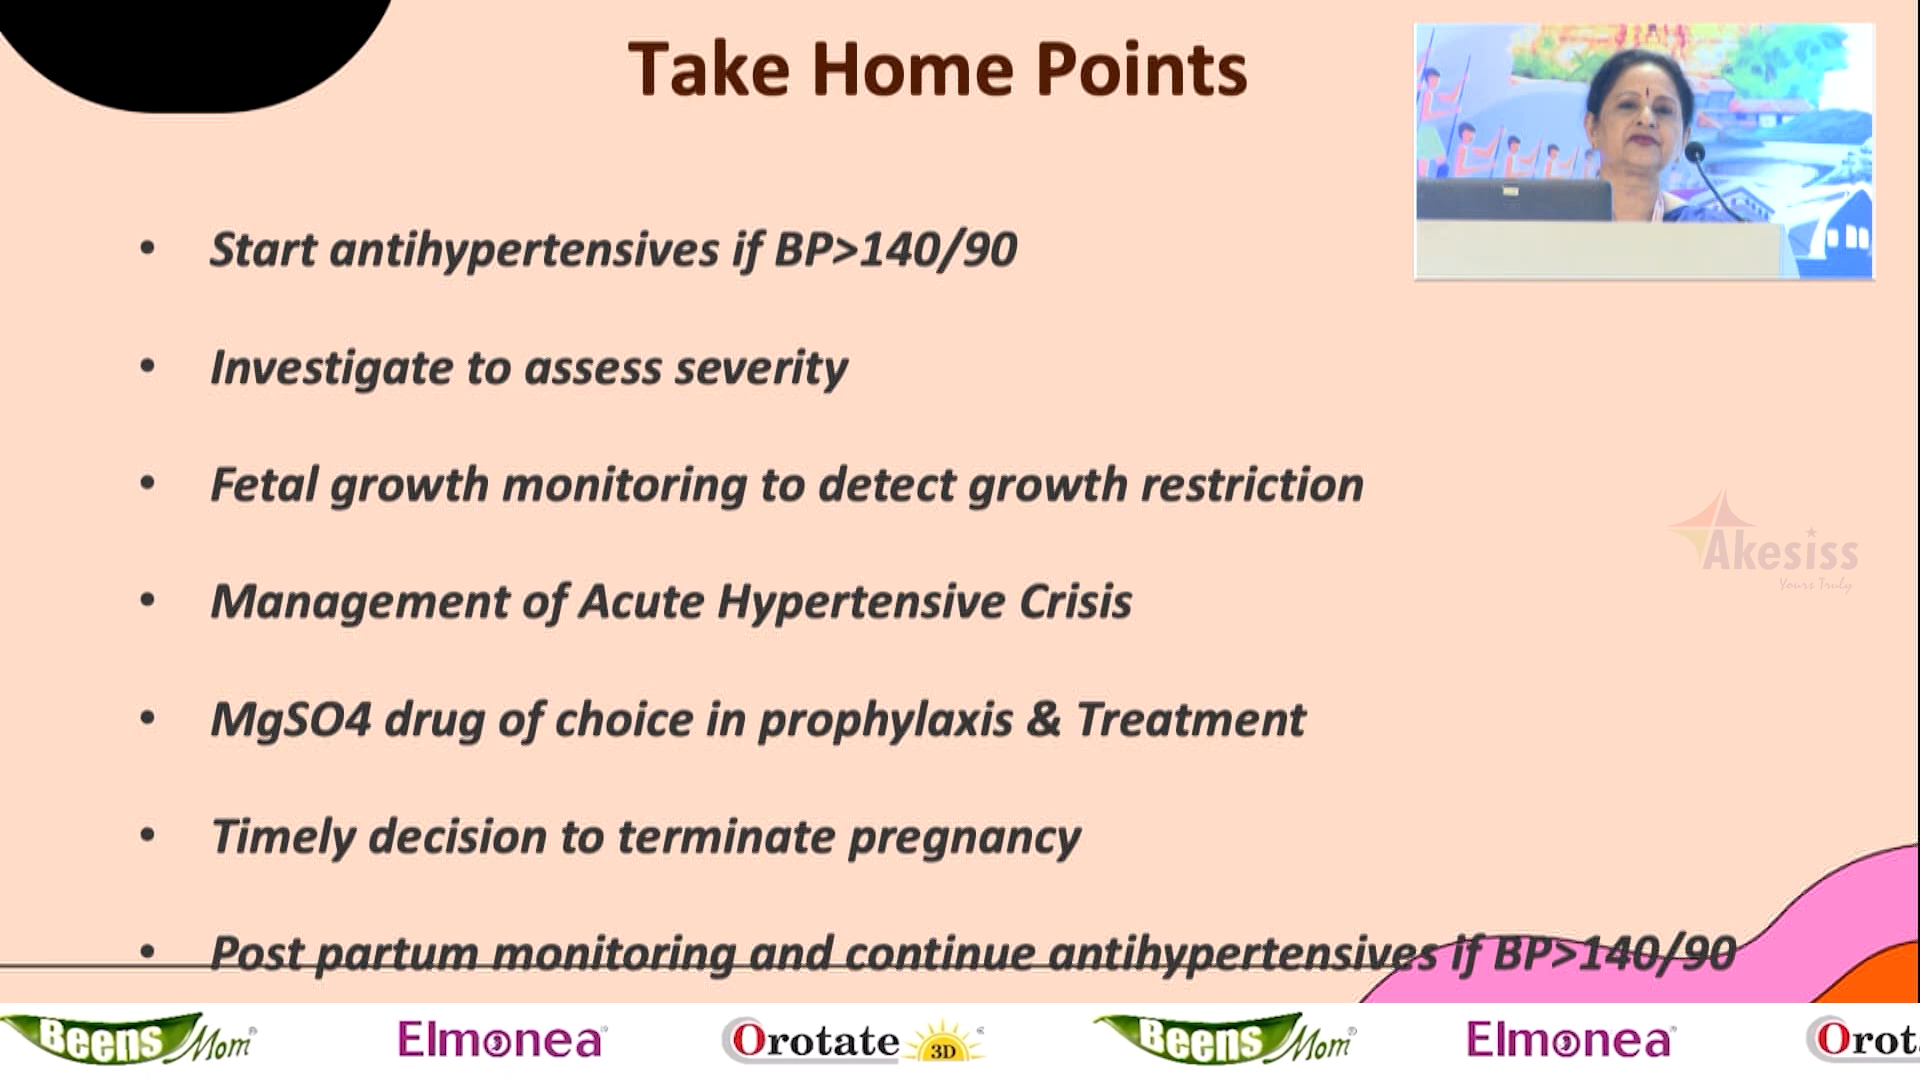 Take Home Points
• Start antihypertensives if BP>140/90
• Investigate to assess severity
• Fetal growth monitoring to detect growth restriction
• Management of Acute Hypertensive Crisis
• MgSO4 drug of choice in prophylaxis & Treatment
• Timely decision to terminate pregnancy
• Post partum monitoring and continue antihypertensives if BP>140/90
Akesiss
Yours Truly
Beens Mom® Elmonea® Orotate 3D Beens Mom® Elmonea® Orot